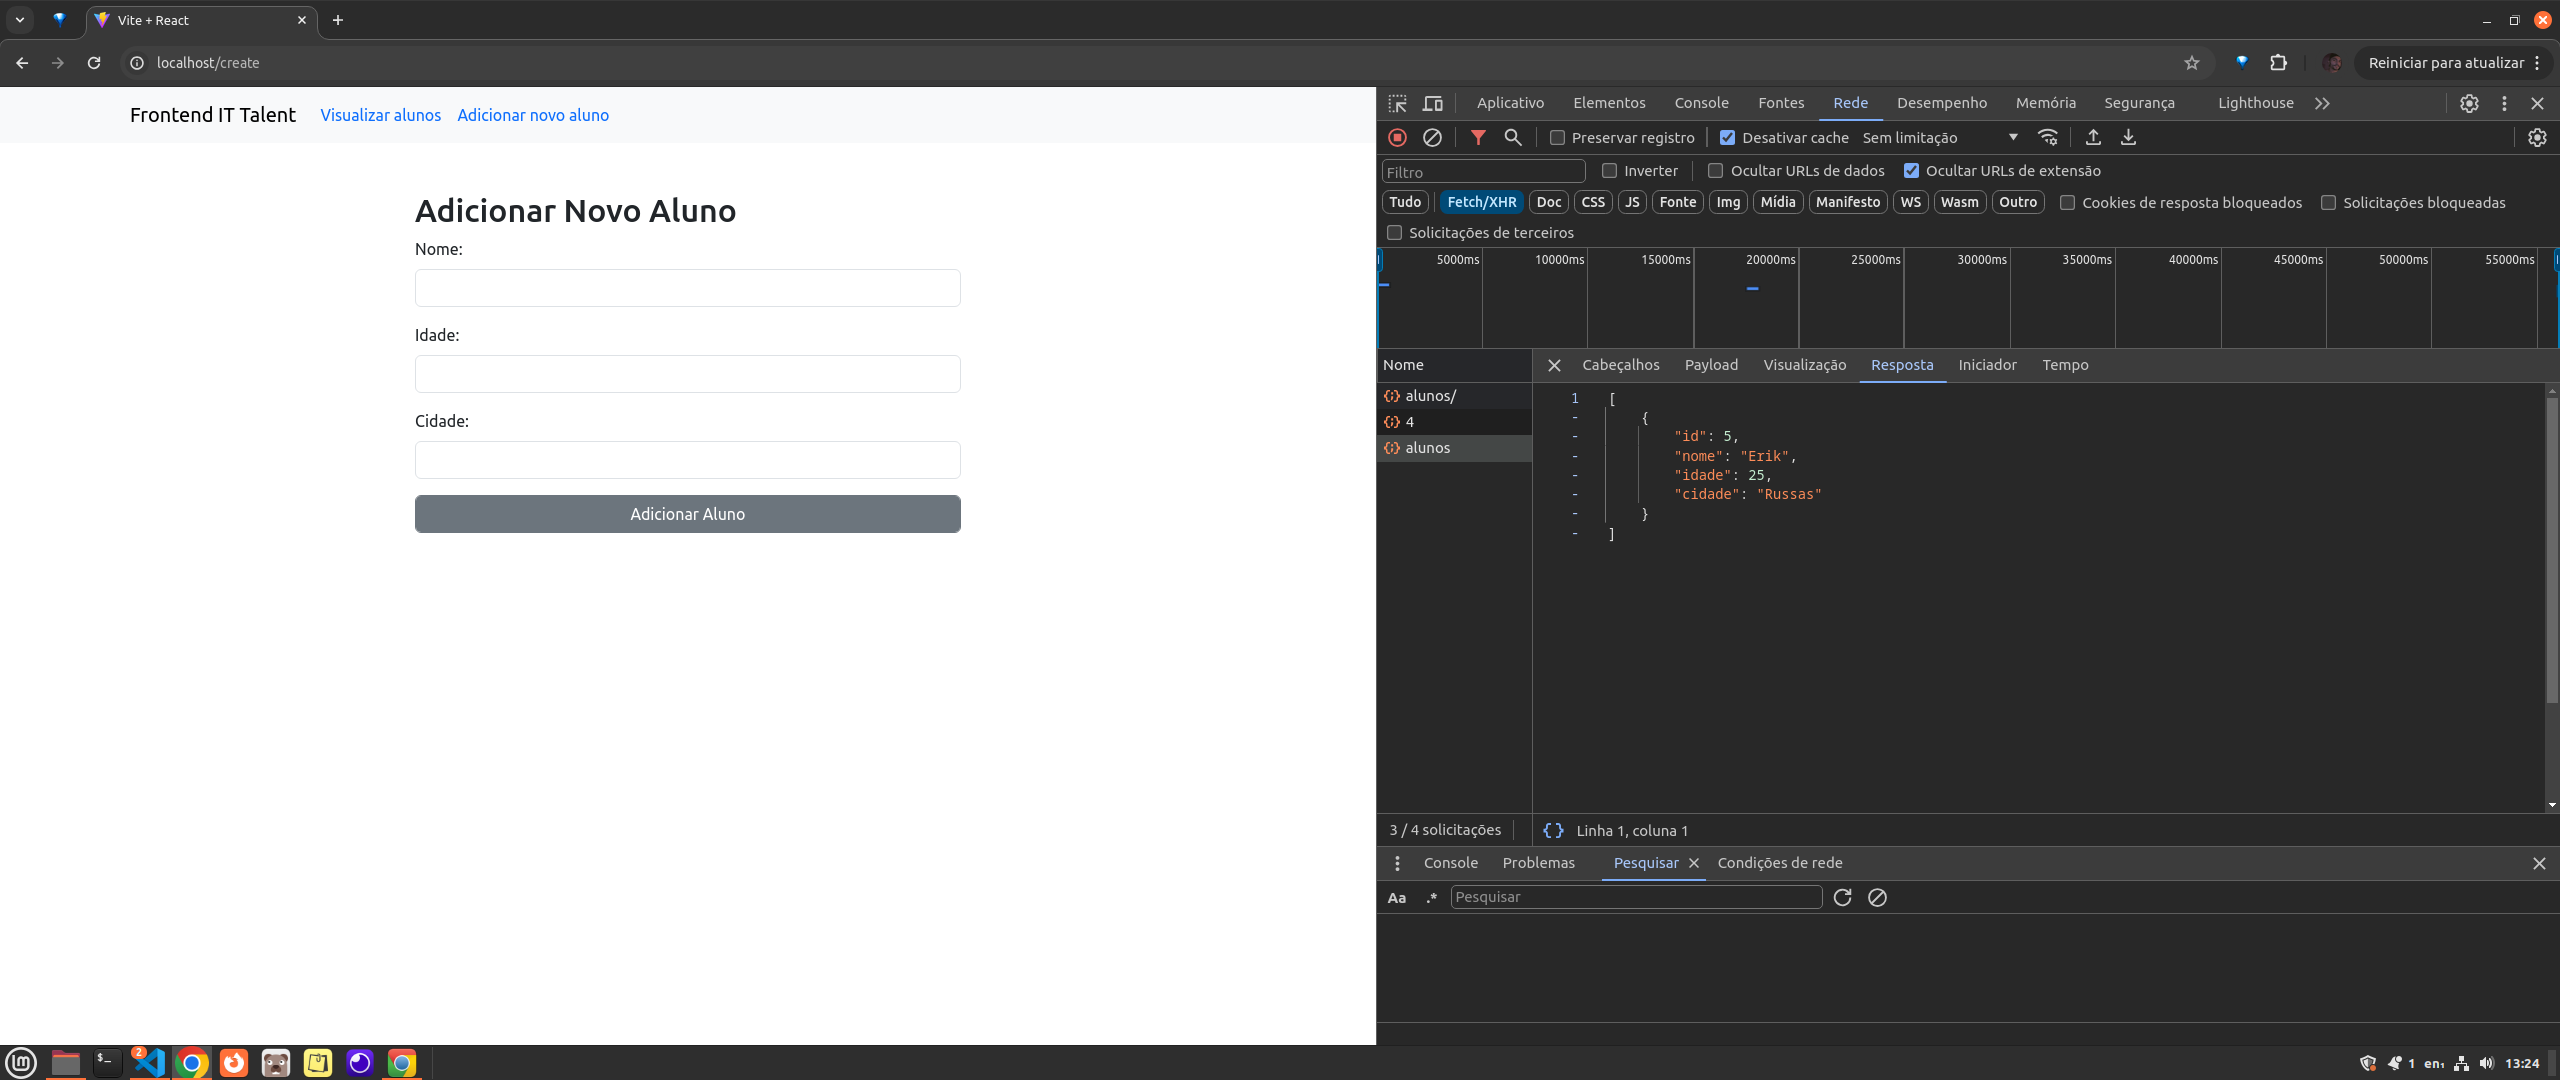 Vite + React
localhost/create
Reiniciar para atualizar
Frontend IT Talent Visualizar alunos Adicionar novo aluno
Adicionar Novo Aluno
Nome:
Idade:
Cidade:
Adicionar Aluno
Aplicativo Elementos Console Fontes Rede Desempenho Memória Segurança Lighthouse
Preservar registro Desativar cache Sem limitação
Filtro Inverter Ocultar URLs de dados Ocultar URLs de extensão
Tudo Fetch/XHR Doc CSS JS Fonte Img Mídia Manifesto WS Wasm Outro Cookies de resposta bloqueados Solicitações bloqueadas
Solicitações de terceiros
5000ms 10000ms 15000ms 20000ms 25000ms 30000ms 35000ms 40000ms 45000ms 50000ms 55000ms
Nome
alunos/
4
alunos
Cabeçalhos Payload Visualização Resposta Iniciador Tempo
1 [
- {
- "id": 5,
- "nome": "Erik",
- "idade": 25,
- "cidade": "Russas"
- }
- ]
3 / 4 solicitações
{} Linha 1, coluna 1
Console Problemas Pesquisar Condições de rede
Aa .* Pesquisar
$_ 2
1 en₁ 13:24